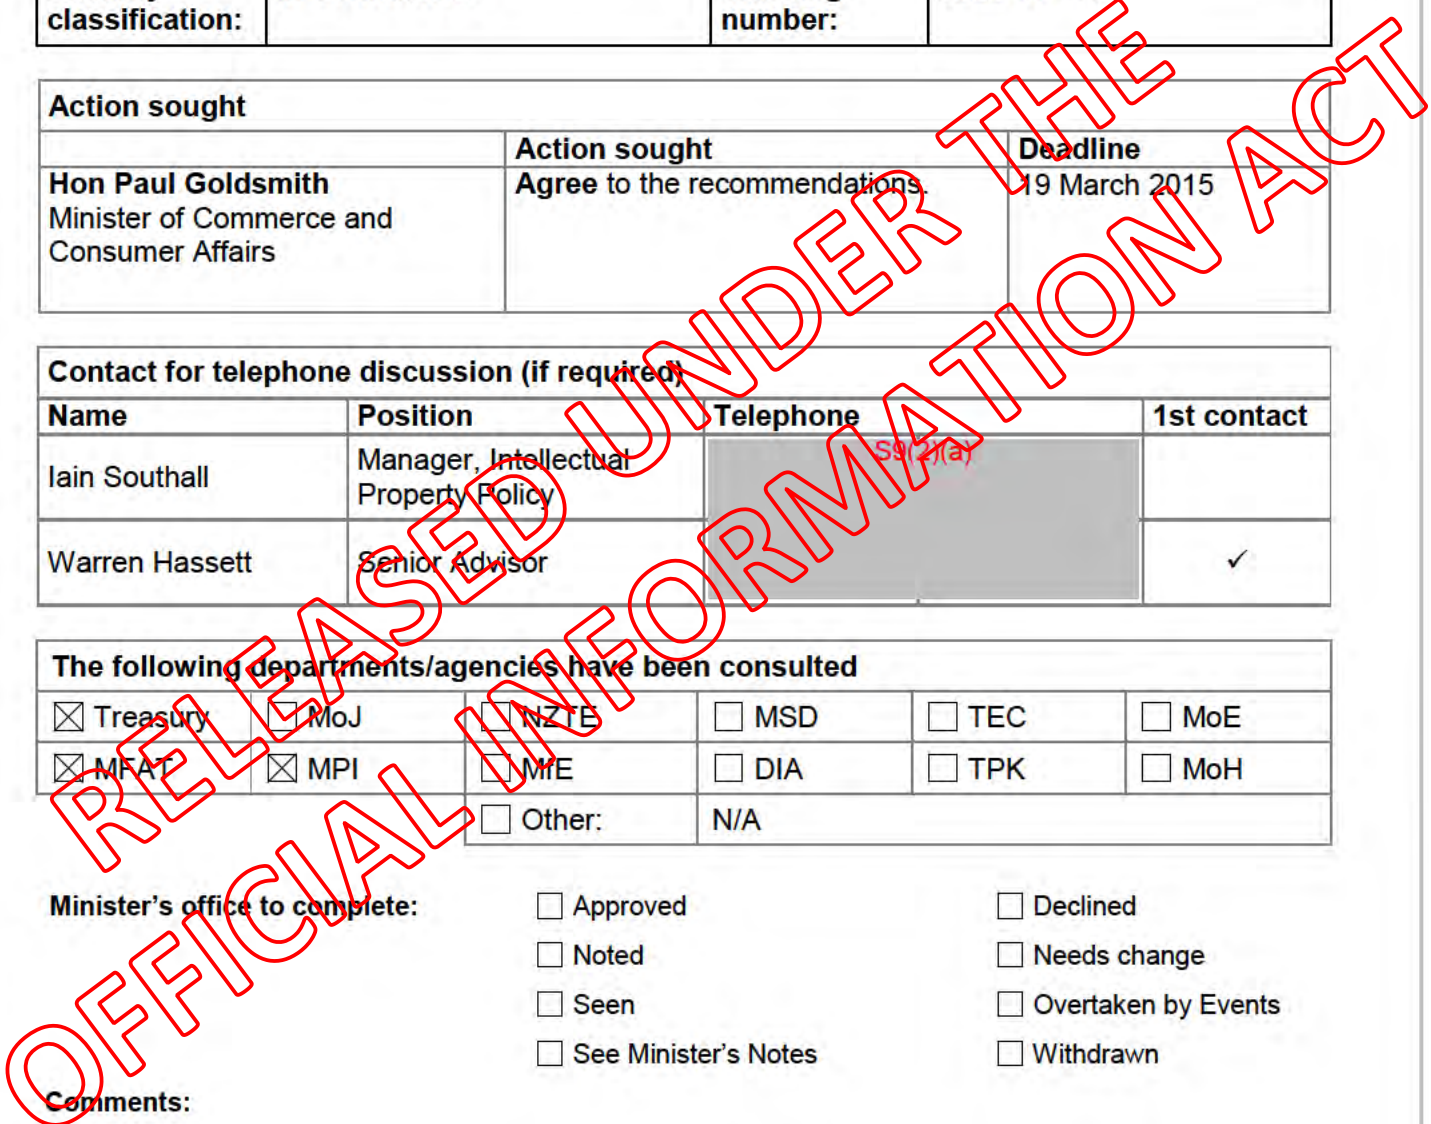 classification:
number:
Action sought
Action sought
Deadline
Hon Paul Goldsmith
Minister of Commerce and
Consumer Affairs
Agree to the recommendations.
19 March 2015
Contact for telephone discussion (if required)
Name
Position
Telephone
1st contact
Iain Southall
Manager, Intellectual
Property Policy
S9(2)(a)
Warren Hassett
Senior Advisor
✓
The following departments/agencies have been consulted
☒ Treasury
☐ MoJ
☐ NZTE
☐ MSD
☐ TEC
☐ MoE
☒ MFAT
☒ MPI
☐ MfE
☐ DIA
☐ TPK
☐ MoH
☐ Other:
N/A
Minister's office to complete:
☐ Approved
☐ Declined
☐ Noted
☐ Needs change
☐ Seen
☐ Overtaken by Events
☐ See Minister's Notes
☐ Withdrawn
Comments:
RELEASED UNDER THE
OFFICIAL INFORMATION ACT